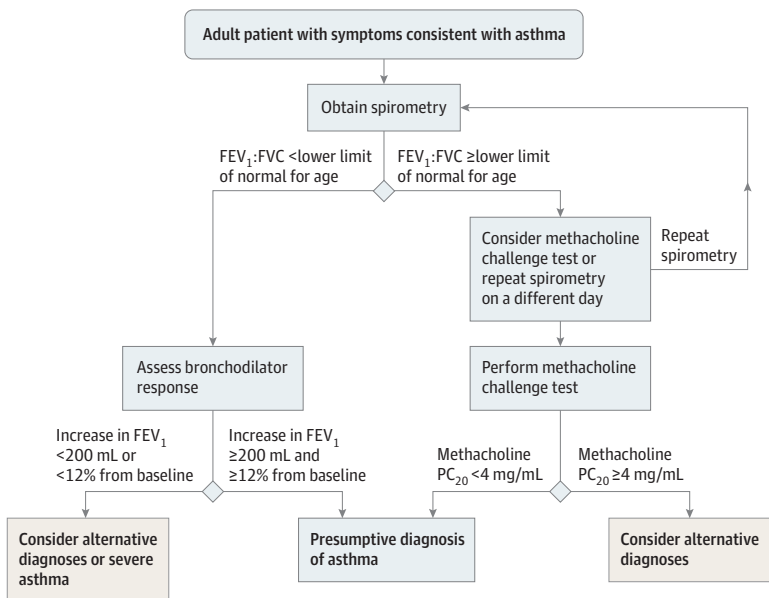 Adult patient with symptoms consistent with asthma
Obtain spirometry
FEV₁:FVC <lower limit
of normal for age
FEV₁:FVC ≥lower limit
of normal for age
Consider methacholine
challenge test or
repeat spirometry
on a different day
Repeat
spirometry
Assess bronchodilator
response
Perform methacholine
challenge test
Increase in FEV₁
<200 mL or
<12% from baseline
Increase in FEV₁
≥200 mL and
≥12% from baseline
Methacholine
PC₂₀ <4 mg/mL
Methacholine
PC₂₀ ≥4 mg/mL
Consider alternative
diagnoses or severe
asthma
Presumptive diagnosis
of asthma
Consider alternative
diagnoses